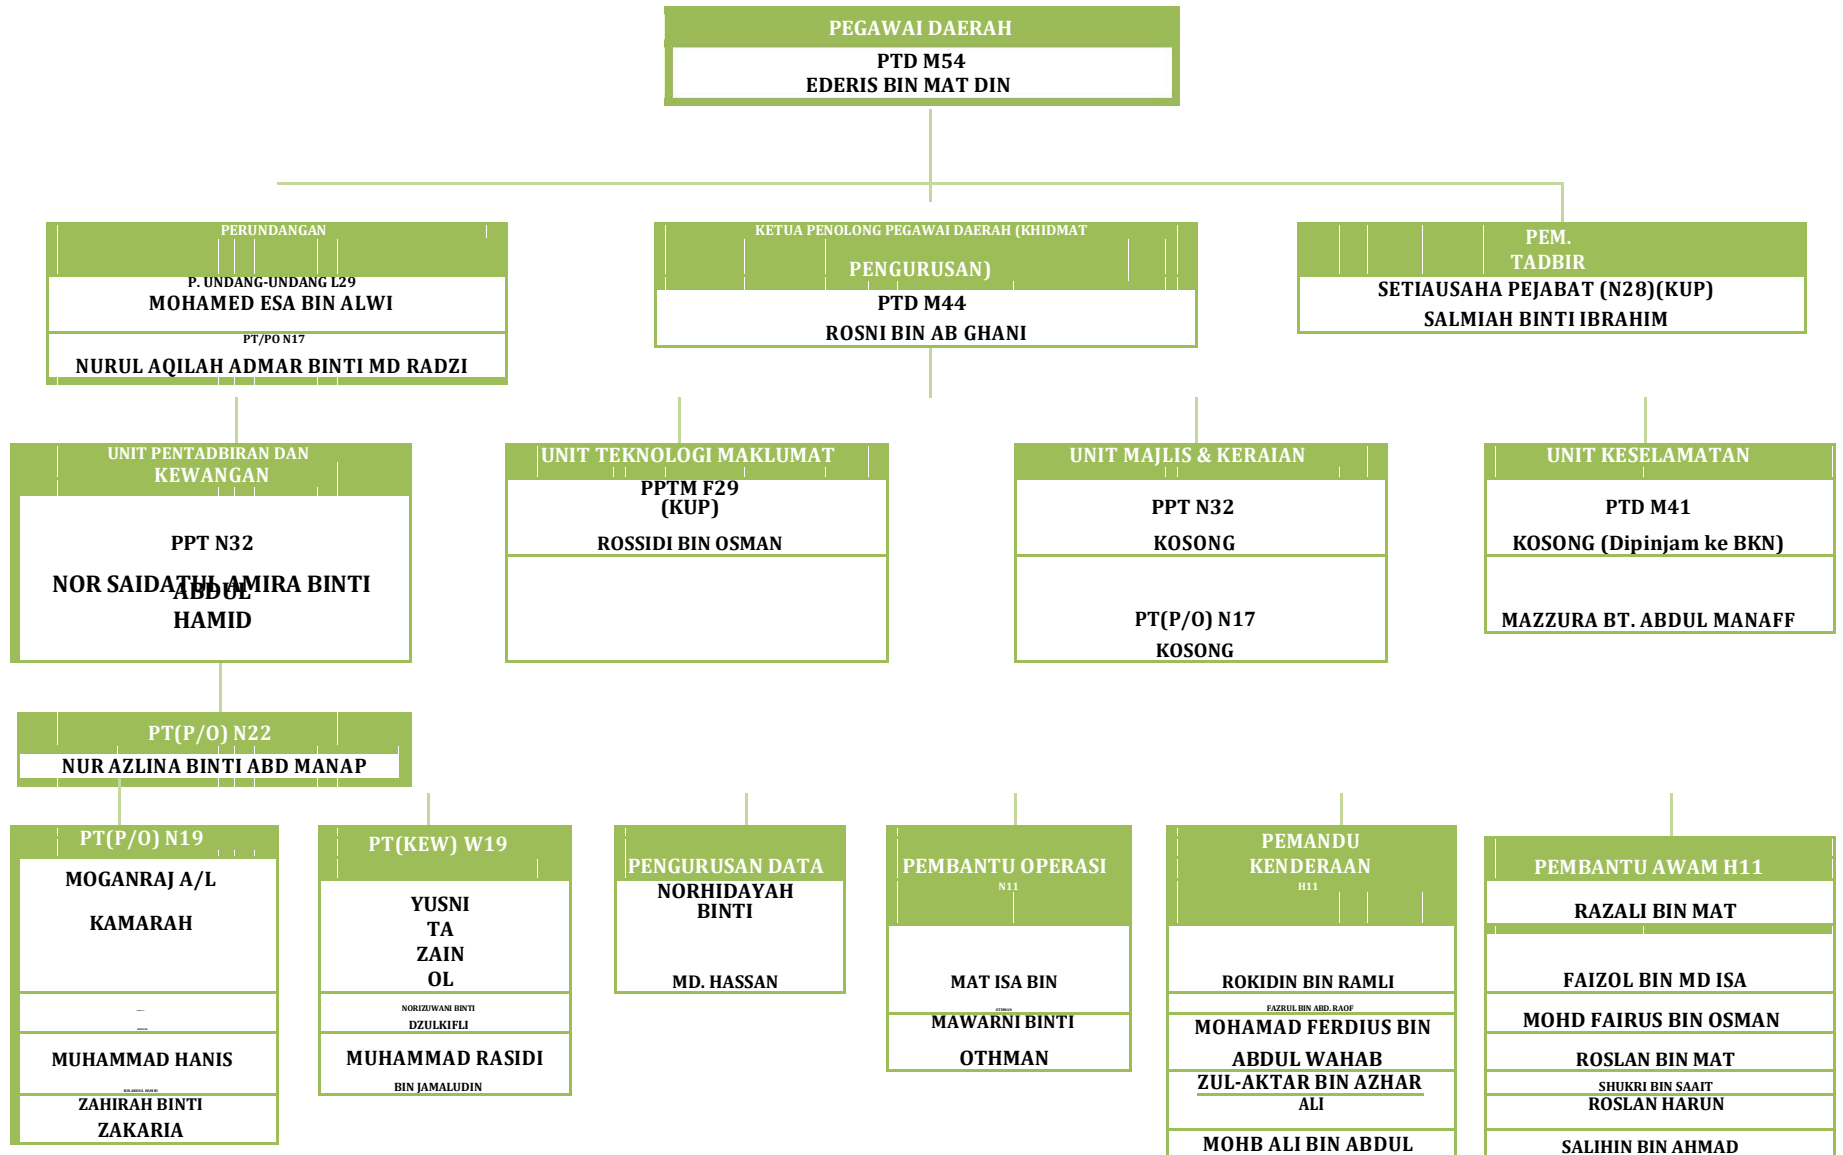 PEGAWAI DAERAH
PTD M54
EDERIS BIN MAT DIN
PERUNDANGAN
P. UNDANG-UNDANG L29
MOHAMED ESA BIN ALWI
PT/PO N17
NURUL AQILAH ADMAR BINTI MD RADZI
KETUA PENOLONG PEGAWAI DAERAH (KHIDMAT
PENGURUSAN)
PTD M44
ROSNI BIN AB GHANI
PEM.
TADBIR
SETIAUSAHA PEJABAT (N28)(KUP)
SALMIAH BINTI IBRAHIM
UNIT PENTADBIRAN DAN
KEWANGAN
PPT N32
NOR SAIDATUL AMIRA BINTI
ABDUL
HAMID
UNIT TEKNOLOGI MAKLUMAT
PPTM F29
(KUP)
ROSSIDI BIN OSMAN
UNIT MAJLIS & KERAIAN
PPT N32
KOSONG
PT(P/O) N17
KOSONG
UNIT KESELAMATAN
PTD M41
KOSONG (Dipinjam ke BKN)
MAZZURA BT. ABDUL MANAFF
PT(P/O) N22
NUR AZLINA BINTI ABD MANAP
PT(P/O) N19
MOGANRAJ A/L
KAMARAH
MUHAMMAD HANIS
BIN ABDUL HAMID
ZAHIRAH BINTI
ZAKARIA
PT(KEW) W19
YUSNI
TA
ZAIN
OL
NORIZUWANI BINTI
DZULKIFLI
MUHAMMAD RASIDI
BIN JAMALUDIN
PENGURUSAN DATA
NORHIDAYAH
BINTI
MD. HASSAN
PEMBANTU OPERASI
N11
MAT ISA BIN
OTHMAN
MAWARNI BINTI
OTHMAN
PEMANDU
KENDERAAN
H11
ROKIDIN BIN RAMLI
FAZRUL BIN ABD. RAOF
MOHAMAD FERDIUS BIN
ABDUL WAHAB
ZUL-AKTAR BIN AZHAR
ALI
MOHB ALI BIN ABDUL
PEMBANTU AWAM H11
RAZALI BIN MAT
FAIZOL BIN MD ISA
MOHD FAIRUS BIN OSMAN
ROSLAN BIN MAT
SHUKRI BIN SAAIT
ROSLAN HARUN
SALIHIN BIN AHMAD